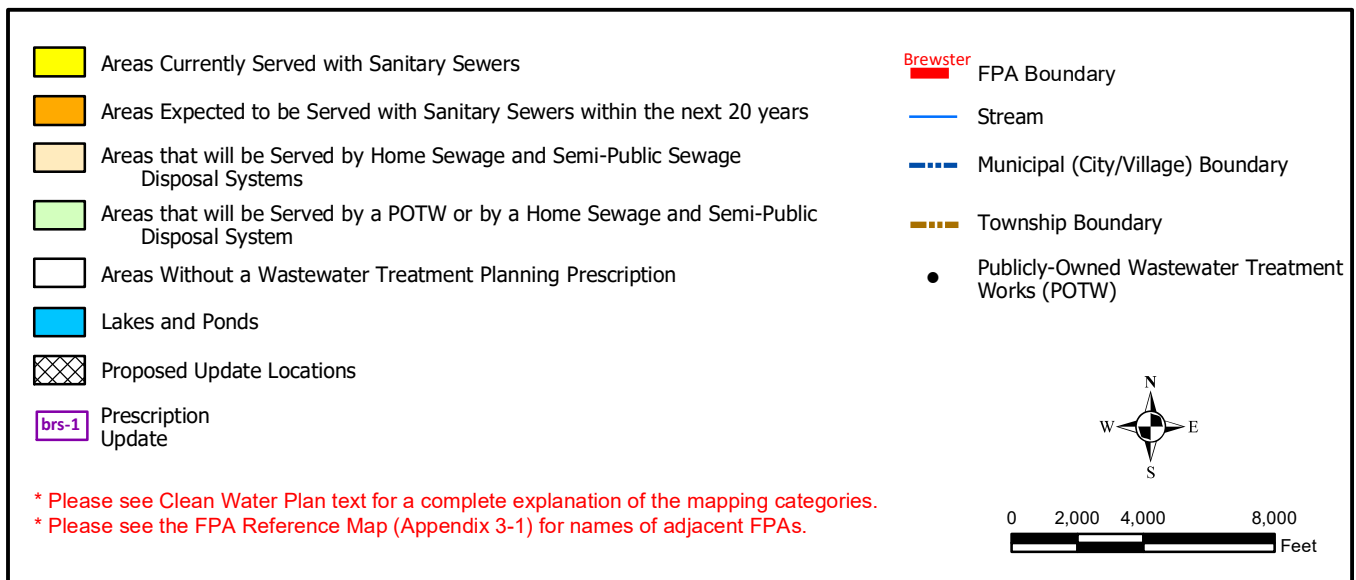 Areas Currently Served with Sanitary Sewers
Areas Expected to be Served with Sanitary Sewers within the next 20 years
Areas that will be Served by Home Sewage and Semi-Public Sewage
Disposal Systems
Areas that will be Served by a POTW or by a Home Sewage and Semi-Public
Disposal System
Areas Without a Wastewater Treatment Planning Prescription
Lakes and Ponds
Proposed Update Locations
brs-1
Prescription
Update
* Please see Clean Water Plan text for a complete explanation of the mapping categories.
* Please see the FPA Reference Map (Appendix 3-1) for names of adjacent FPAs.
Brewster
FPA Boundary
Stream
Municipal (City/Village) Boundary
Township Boundary
Publicly-Owned Wastewater Treatment
Works (POTW)
N
W E
S
0 2,000 4,000 8,000
Feet